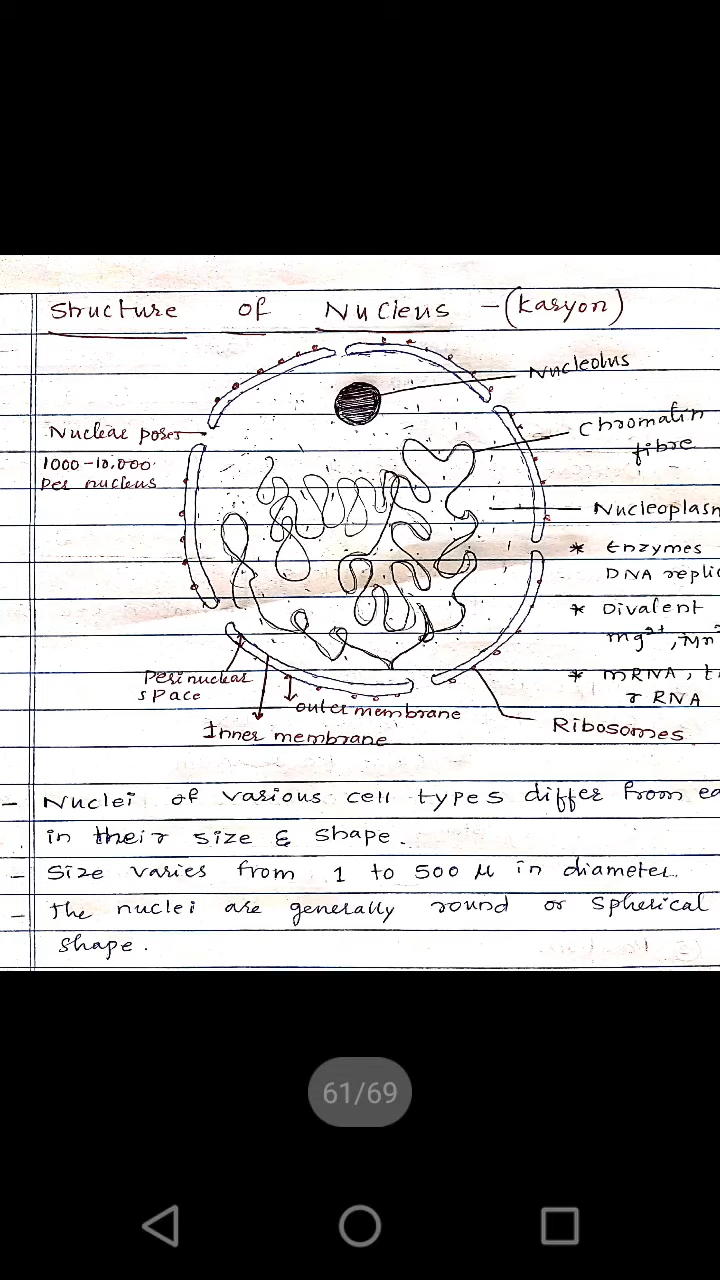 Structure of Nucleus - (Karyon)
Nucleolus
Nuclear pores
1000-10,000
per nucleus
Chromatin
fibre
Nucleoplasm
* Enzymes
DNA replic
* Divalent
mg2+, Mn2
* mRNA, t
rRNA
Perinuclear
space
outer membrane
Inner membrane
Ribosomes
- Nuclei of various cell types differ from ea
in their size & shape.
- Size varies from 1 to 500 μ in diameter.
- the nuclei are generally round or spherical
shape.
61/69